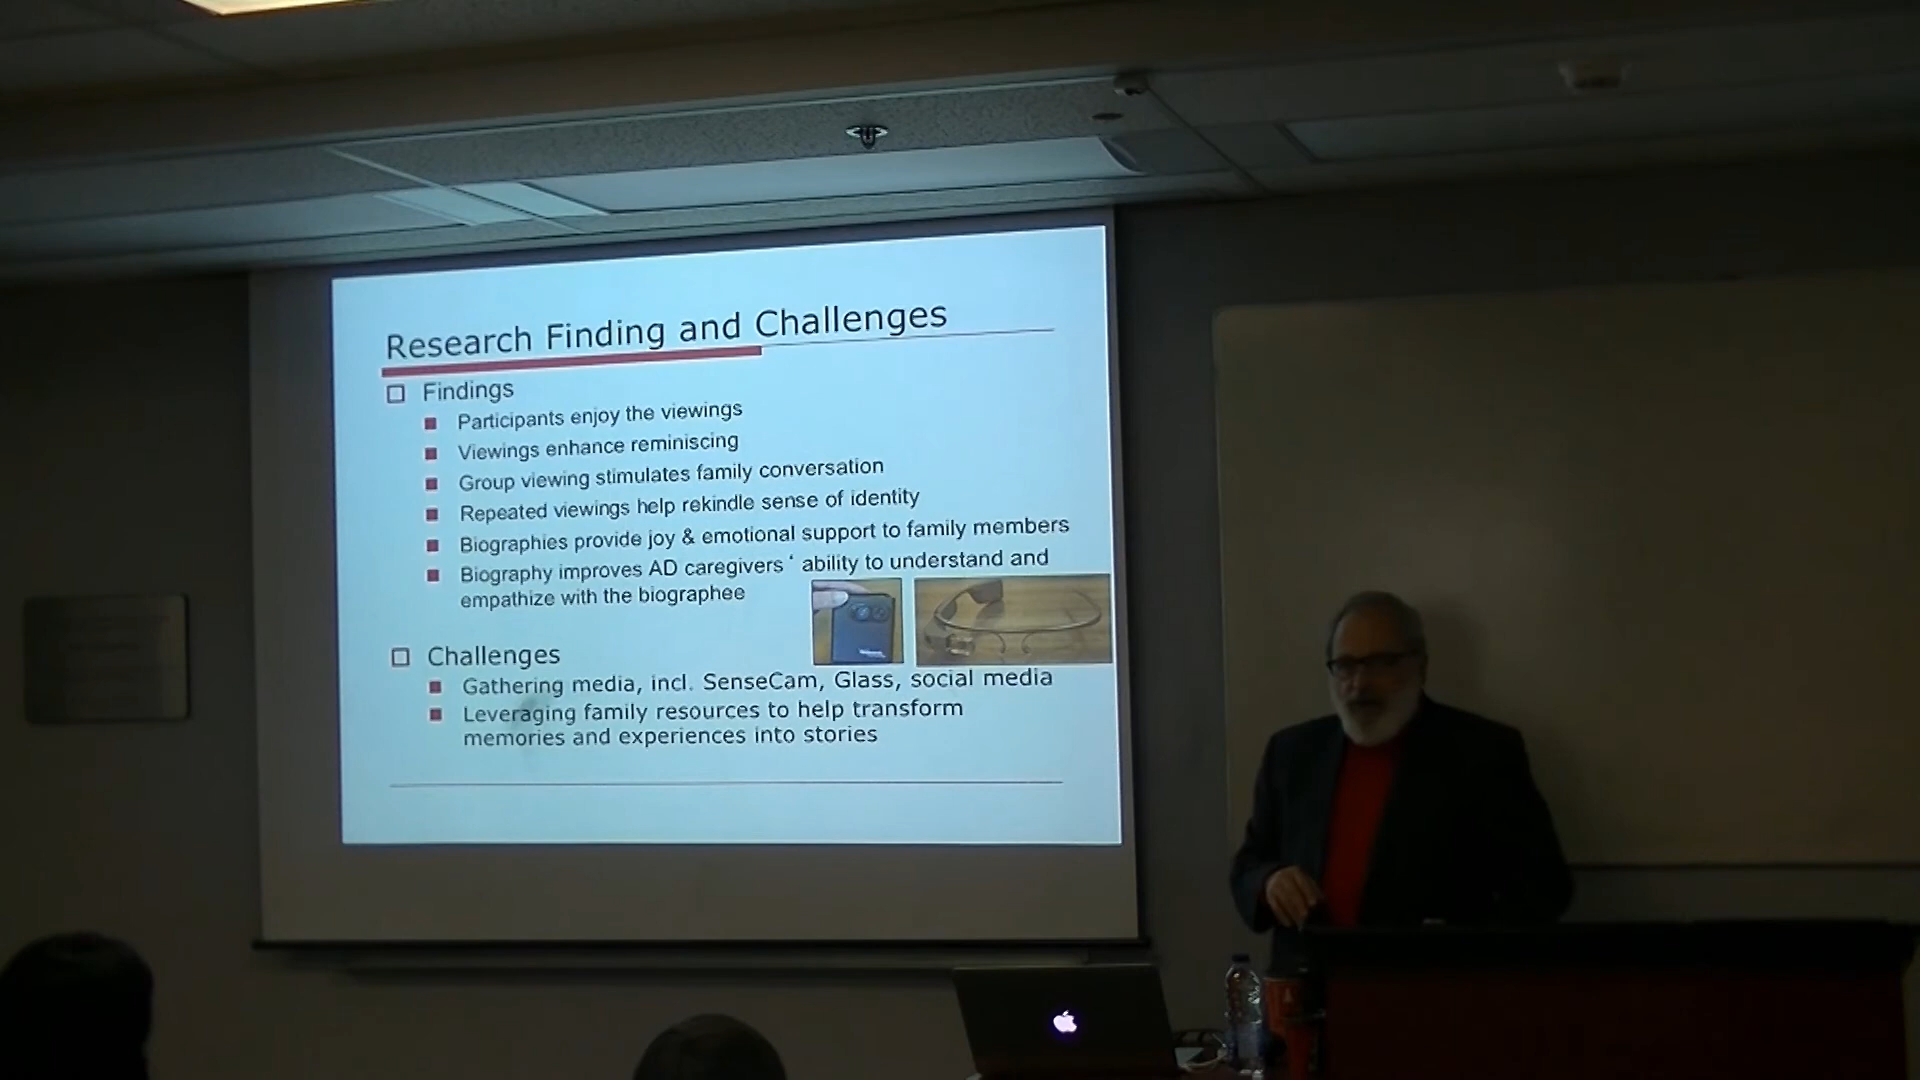 Research Finding and Challenges
Findings
Participants enjoy the viewings
Viewings enhance reminiscing
Group viewing stimulates family conversation
Repeated viewings help rekindle sense of identity
Biographies provide joy & emotional support to family members
Biography improves AD caregivers ‘ ability to understand and
empathize with the biographee
Challenges
Gathering media, incl. SenseCam, Glass, social media
Leveraging family resources to help transform
memories and experiences into stories